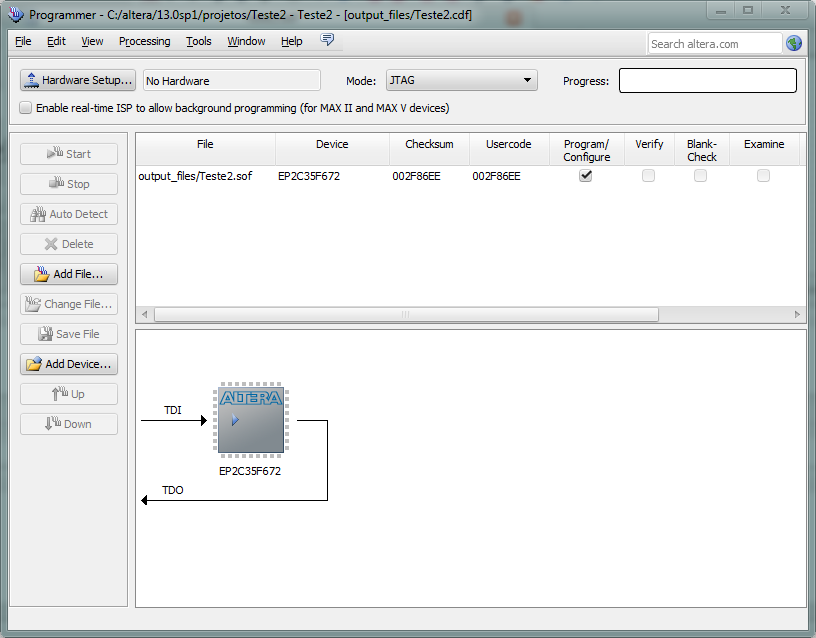 Programmer - C:/altera/13.0sp1/projetos/Teste2 - Teste2 - [output_files/Teste2.cdf]
File Edit View Processing Tools Window Help
Search altera.com
Hardware Setup... No Hardware Mode: JTAG Progress:
Enable real-time ISP to allow background programming (for MAX II and MAX V devices)
Start
Stop
Auto Detect
Delete
Add File...
Change File...
Save File
Add Device...
Up
Down
File Device Checksum Usercode Program/ Verify Blank- Examine
Configure Check
output_files/Teste2.sof EP2C35F672 002F86EE 002F86EE
ALTERA
TDI
EP2C35F672
TDO